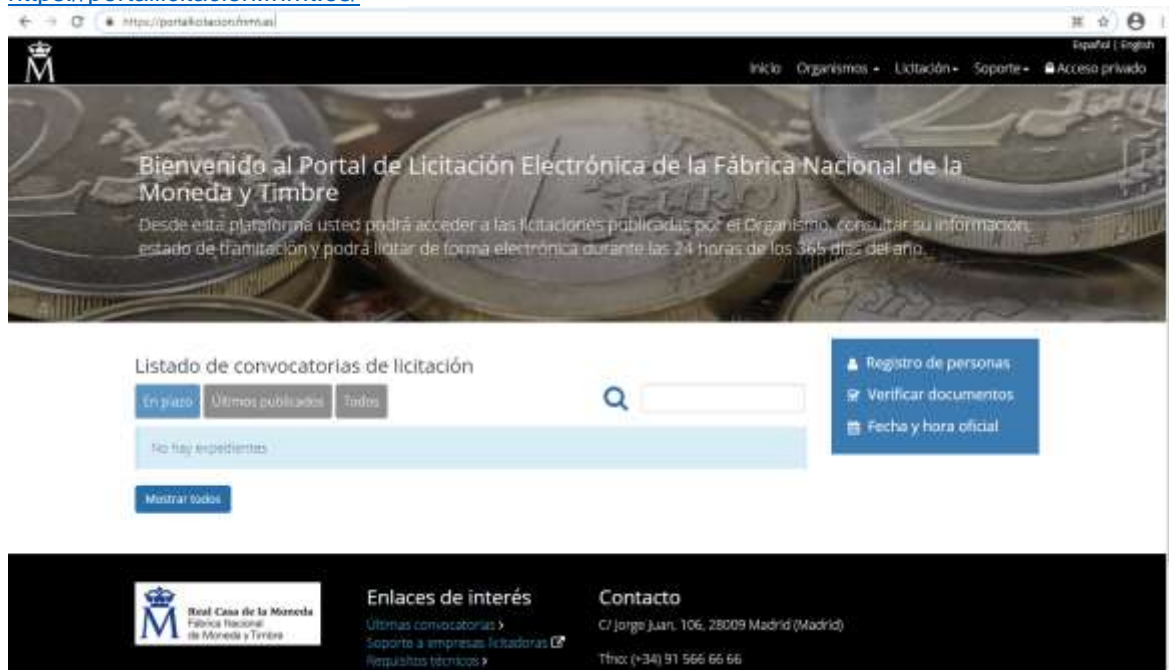 https://portallicitacion.fnmt.es/
https://portallicitacion.fnmt.es
Español | English
Inicio Organismos Licitación Soporte Acceso privado
Bienvenido al Portal de Licitación Electrónica de la Fábrica Nacional de la
Moneda y Timbre
Desde esta plataforma usted podrá acceder a las licitaciones publicadas por el Organismo, consultar su información,
estado de tramitación y podrá licitar de forma electrónica durante las 24 horas de los 365 días del año.
Listado de convocatorias de licitación
En plazo Últimos publicados Todos
No hay expedientes
Mostrar todos
Registro de personas
Verificar documentos
Fecha y hora oficial
Real Casa de la Moneda
Fábrica Nacional
de Moneda y Timbre
Enlaces de interés
Últimas convocatorias >
Soporte a empresas licitadoras
Requisitos técnicos >
Contacto
C/ Jorge Juan, 106, 28009 Madrid (Madrid)
Tfno: (+34) 91 566 66 66